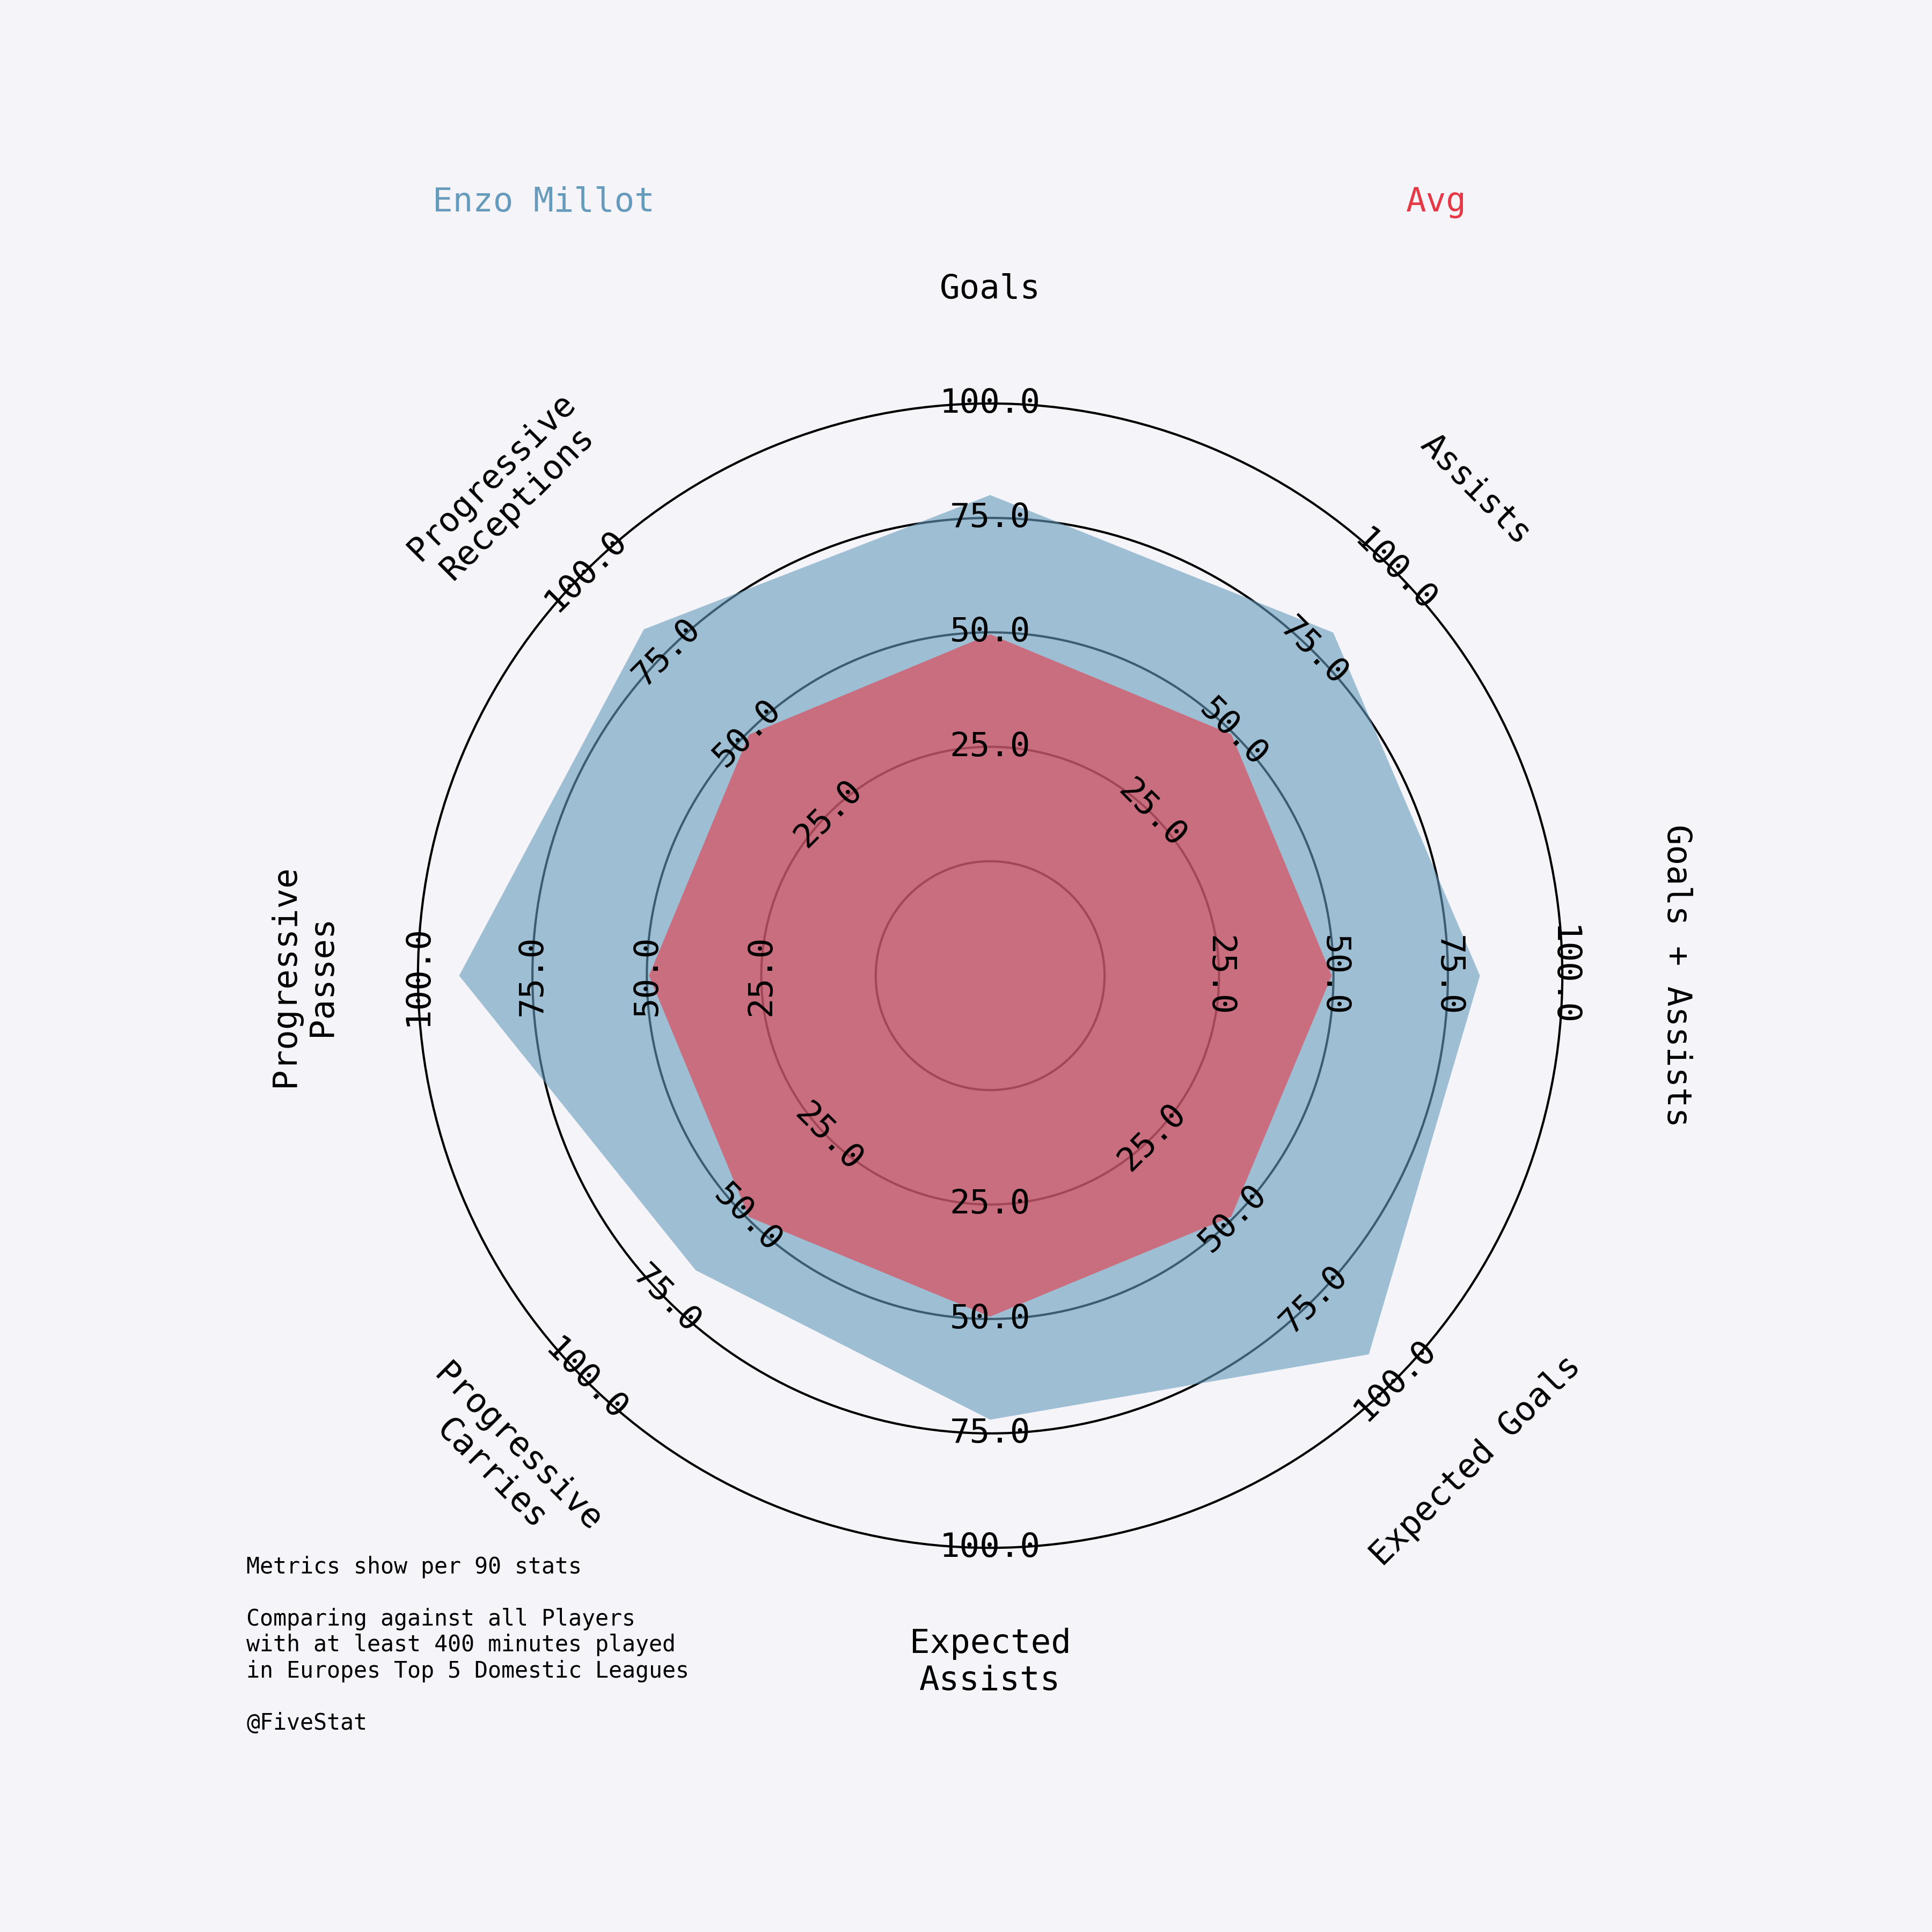 Enzo Millot
Avg
Goals
Assists
Goals + Assists
Expected Goals
Expected
Assists
Progressive
Carries
Progressive
Passes
Progressive
Receptions
25.0
50.0
75.0
100.0
25.0
50.0
75.0
100.0
25.0
50.0
75.0
100.0
25.0
50.0
75.0
100.0
25.0
50.0
75.0
100.0
25.0
50.0
75.0
100.0
25.0
50.0
75.0
100.0
25.0
50.0
75.0
100.0
Metrics show per 90 stats
Comparing against all Players
with at least 400 minutes played
in Europes Top 5 Domestic Leagues
@FiveStat